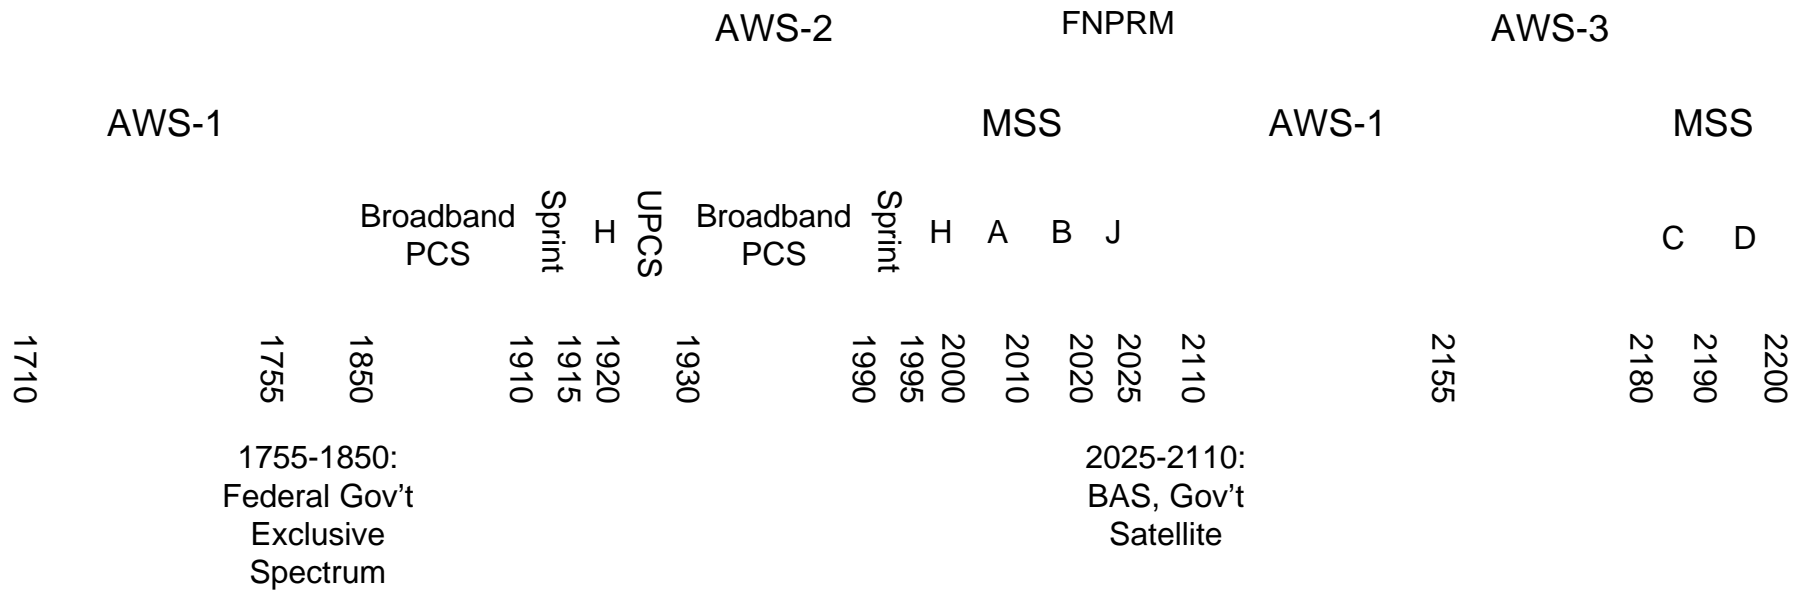 AWS-2
FNPRM
AWS-3
AWS-1
MSS
AWS-1
MSS
Broadband
PCS
Sprint
H
UPCS
Broadband
PCS
Sprint
H
A
B
J
C
D
1710
1755
1850
1910
1915
1920
1930
1990
1995
2000
2010
2020
2025
2110
2155
2180
2190
2200
1755-1850:
Federal Gov’t
Exclusive
Spectrum
2025-2110:
BAS, Gov’t
Satellite